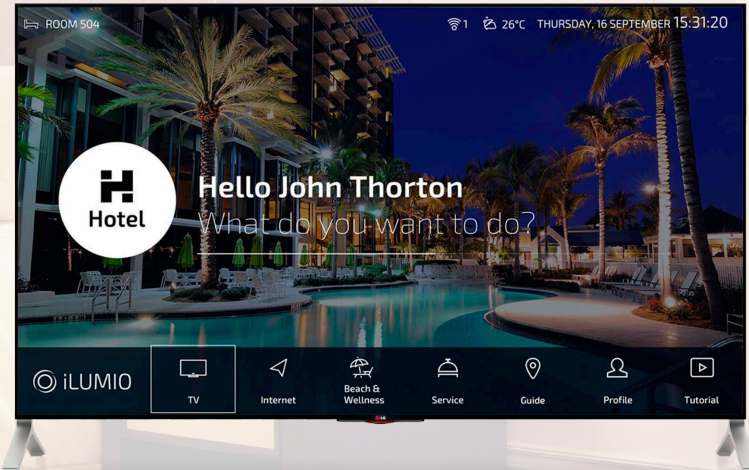 ROOM 504
1 26°C THURSDAY, 16 SEPTEMBER 15:31:20
Hotel
Hello John Thorton
What do you want to do?
iLUMIO
TV
Internet
Beach &
Wellness
Service
Guide
Profile
Tutorial
LG